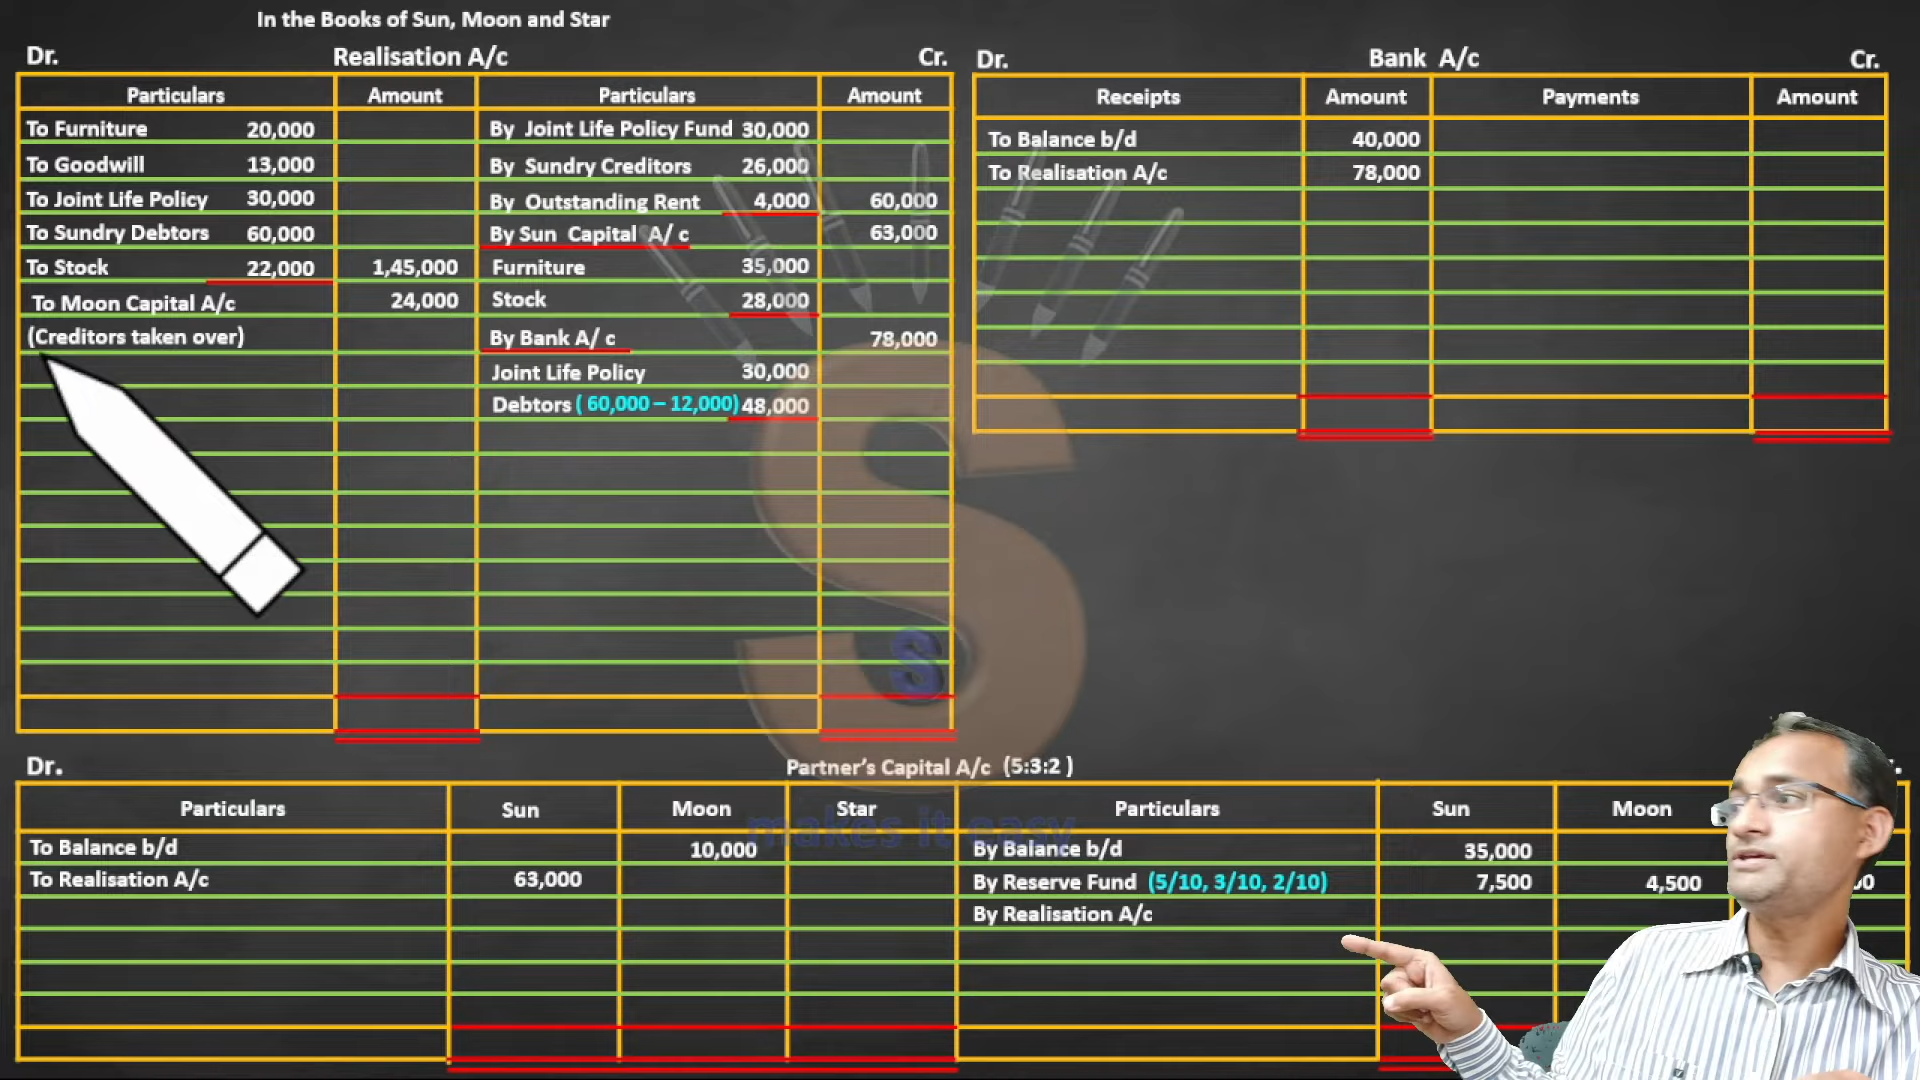 In the Books of Sun, Moon and Star
Dr. Realisation A/c Cr.
Particulars Amount Particulars Amount
To Furniture 20,000 By Joint Life Policy Fund 30,000
To Goodwill 13,000 By Sundry Creditors 26,000
To Joint Life Policy 30,000 By Outstanding Rent 4,000 60,000
To Sundry Debtors 60,000 By Sun Capital A/ c 63,000
To Stock 22,000 1,45,000 Furniture 35,000
To Moon Capital A/c 24,000 Stock 28,000
(Creditors taken over) By Bank A/ c 78,000
Joint Life Policy 30,000
Debtors ( 60,000 – 12,000) 48,000
Dr. Bank A/c Cr.
Receipts Amount Payments Amount
To Balance b/d 40,000
To Realisation A/c 78,000
S
s
makes it easy
Dr. Partner's Capital A/c (5:3:2 )
Particulars Sun Moon Star Particulars Sun Moon
To Balance b/d 10,000 By Balance b/d 35,000
To Realisation A/c 63,000 By Reserve Fund (5/10, 3/10, 2/10) 7,500 4,500
By Realisation A/c